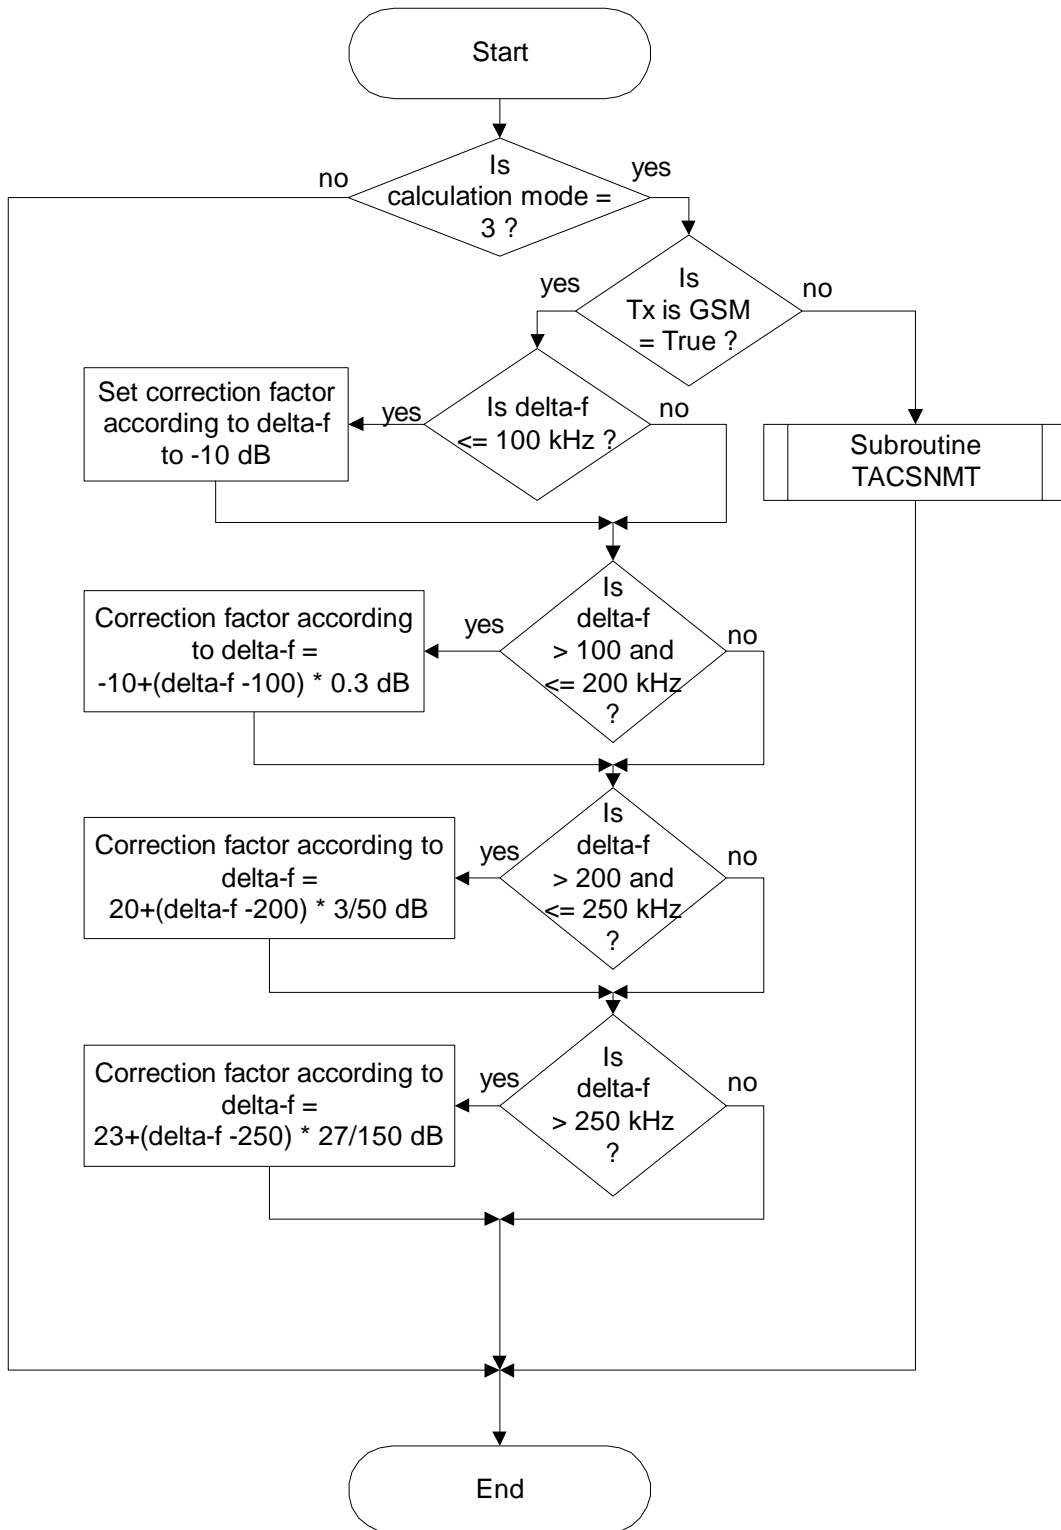 Start
Is
calculation mode =
3 ?
no
yes
Is
Tx is GSM
= True ?
yes
no
Is delta-f
<= 100 kHz ?
yes
no
Set correction factor
according to delta-f
to -10 dB
Subroutine
TACSNMT
Is
delta-f
> 100 and
<= 200 kHz
?
yes
no
Correction factor according
to delta-f =
-10+(delta-f -100) * 0.3 dB
Is
delta-f
> 200 and
<= 250 kHz
?
yes
no
Correction factor according to
delta-f =
20+(delta-f -200) * 3/50 dB
Is
delta-f
> 250 kHz
?
yes
no
Correction factor according to
delta-f =
23+(delta-f -250) * 27/150 dB
End